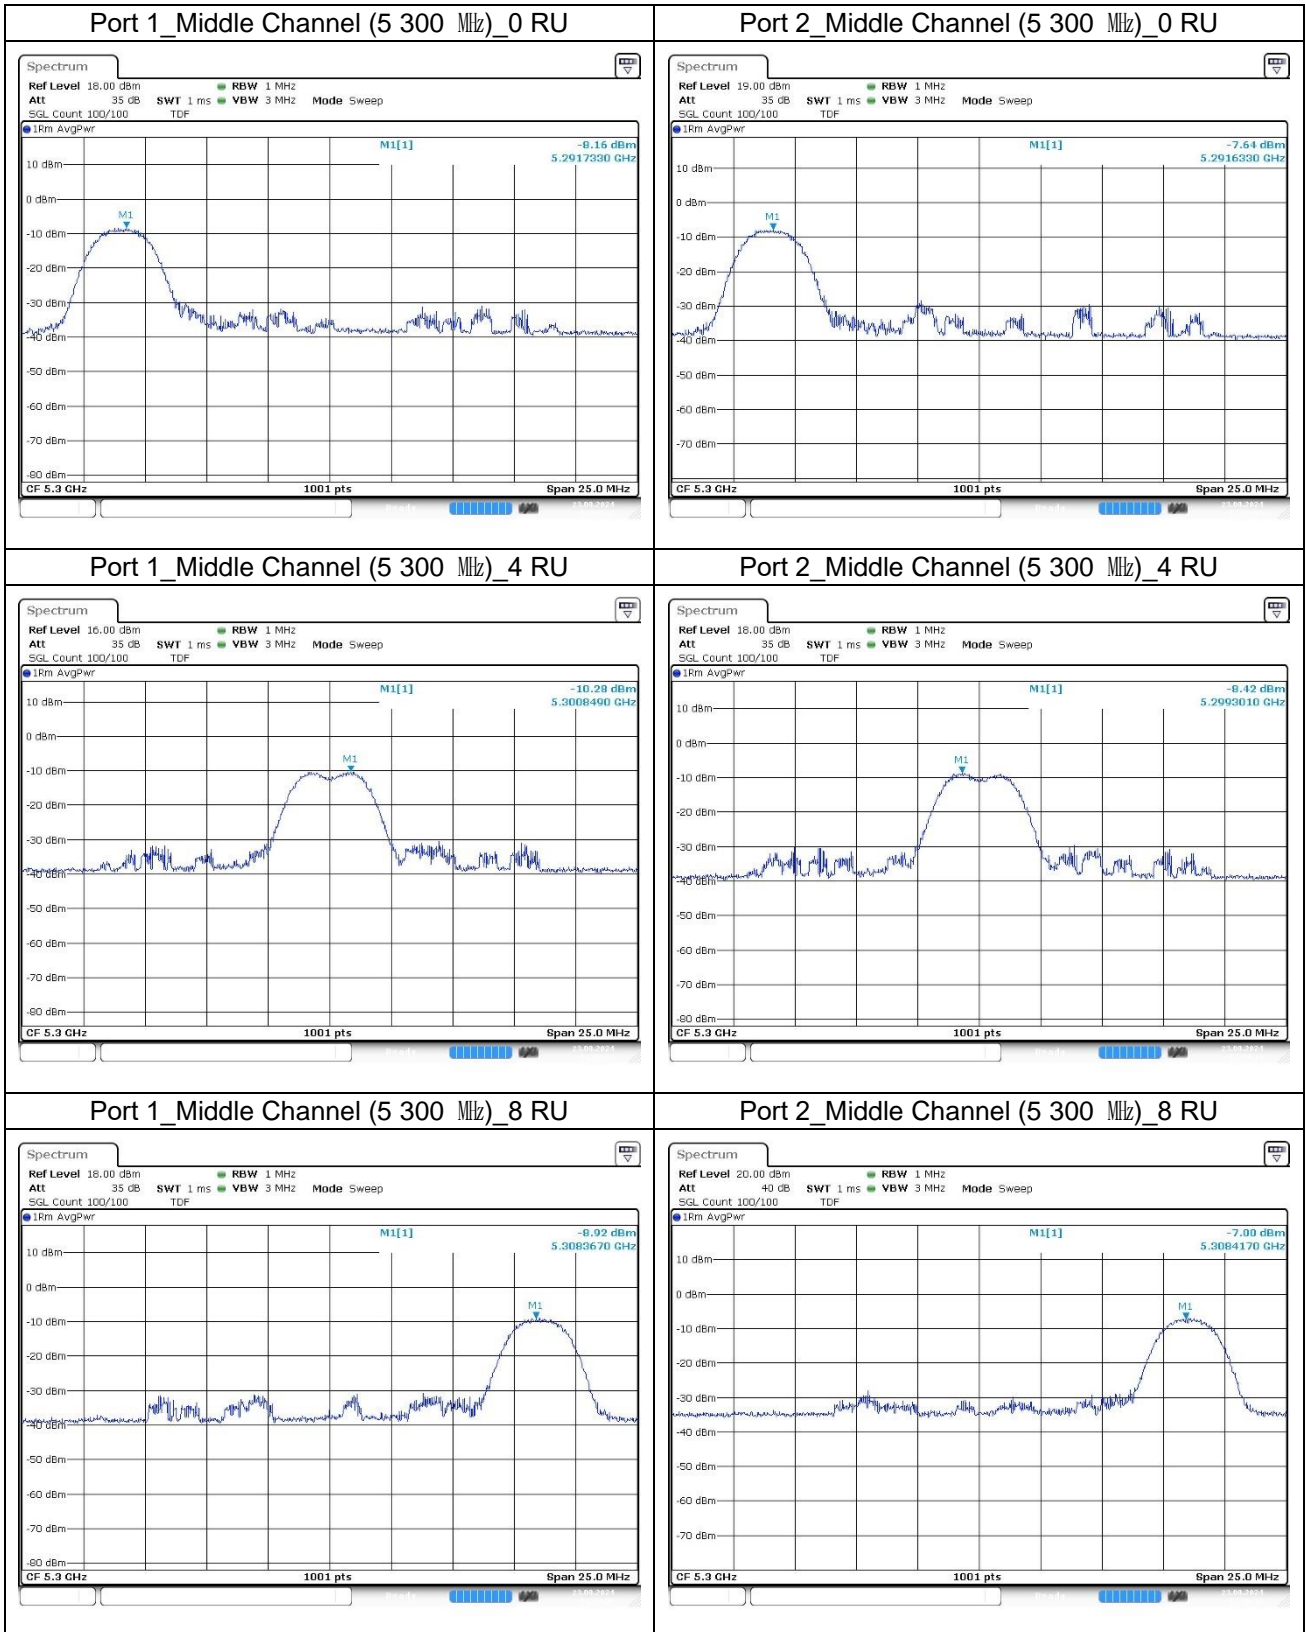 Port 1_Middle Channel (5 300 ㎒)_0 RU
Port 2_Middle Channel (5 300 ㎒)_0 RU
Spectrum
Ref Level 18.00 dBm RBW 1 MHz
Att 35 dB SWT 1 ms VBW 3 MHz Mode Sweep
SGL Count 100/100 TDF
1Rm AvgPwr
M1[1] -8.16 dBm
5.2917330 GHz
10 dBm
0 dBm
M1
-10 dBm
-20 dBm
-30 dBm
-40 dBm
-50 dBm
-60 dBm
-70 dBm
-80 dBm
CF 5.3 GHz 1001 pts Span 25.0 MHz
Spectrum
Ref Level 19.00 dBm RBW 1 MHz
Att 35 dB SWT 1 ms VBW 3 MHz Mode Sweep
SGL Count 100/100 TDF
1Rm AvgPwr
M1[1] -7.64 dBm
5.2916330 GHz
10 dBm
0 dBm
M1
-10 dBm
-20 dBm
-30 dBm
-40 dBm
-50 dBm
-60 dBm
-70 dBm
CF 5.3 GHz 1001 pts Span 25.0 MHz
Port 1_Middle Channel (5 300 ㎒)_4 RU
Port 2_Middle Channel (5 300 ㎒)_4 RU
Spectrum
Ref Level 16.00 dBm RBW 1 MHz
Att 35 dB SWT 1 ms VBW 3 MHz Mode Sweep
SGL Count 100/100 TDF
1Rm AvgPwr
M1[1] -10.28 dBm
5.3008490 GHz
10 dBm
0 dBm
M1
-10 dBm
-20 dBm
-30 dBm
-40 dBm
-50 dBm
-60 dBm
-70 dBm
-80 dBm
CF 5.3 GHz 1001 pts Span 25.0 MHz
Spectrum
Ref Level 18.00 dBm RBW 1 MHz
Att 35 dB SWT 1 ms VBW 3 MHz Mode Sweep
SGL Count 100/100 TDF
1Rm AvgPwr
M1[1] -8.42 dBm
5.2993010 GHz
10 dBm
0 dBm
M1
-10 dBm
-20 dBm
-30 dBm
-40 dBm
-50 dBm
-60 dBm
-70 dBm
-80 dBm
CF 5.3 GHz 1001 pts Span 25.0 MHz
Port 1_Middle Channel (5 300 ㎒)_8 RU
Port 2_Middle Channel (5 300 ㎒)_8 RU
Spectrum
Ref Level 18.00 dBm RBW 1 MHz
Att 35 dB SWT 1 ms VBW 3 MHz Mode Sweep
SGL Count 100/100 TDF
1Rm AvgPwr
M1[1] -8.92 dBm
5.3083670 GHz
10 dBm
0 dBm
M1
-10 dBm
-20 dBm
-30 dBm
-40 dBm
-50 dBm
-60 dBm
-70 dBm
-80 dBm
CF 5.3 GHz 1001 pts Span 25.0 MHz
Spectrum
Ref Level 20.00 dBm RBW 1 MHz
Att 40 dB SWT 1 ms VBW 3 MHz Mode Sweep
SGL Count 100/100 TDF
1Rm AvgPwr
M1[1] -7.00 dBm
5.3084170 GHz
10 dBm
0 dBm
M1
-10 dBm
-20 dBm
-30 dBm
-40 dBm
-50 dBm
-60 dBm
-70 dBm
CF 5.3 GHz 1001 pts Span 25.0 MHz